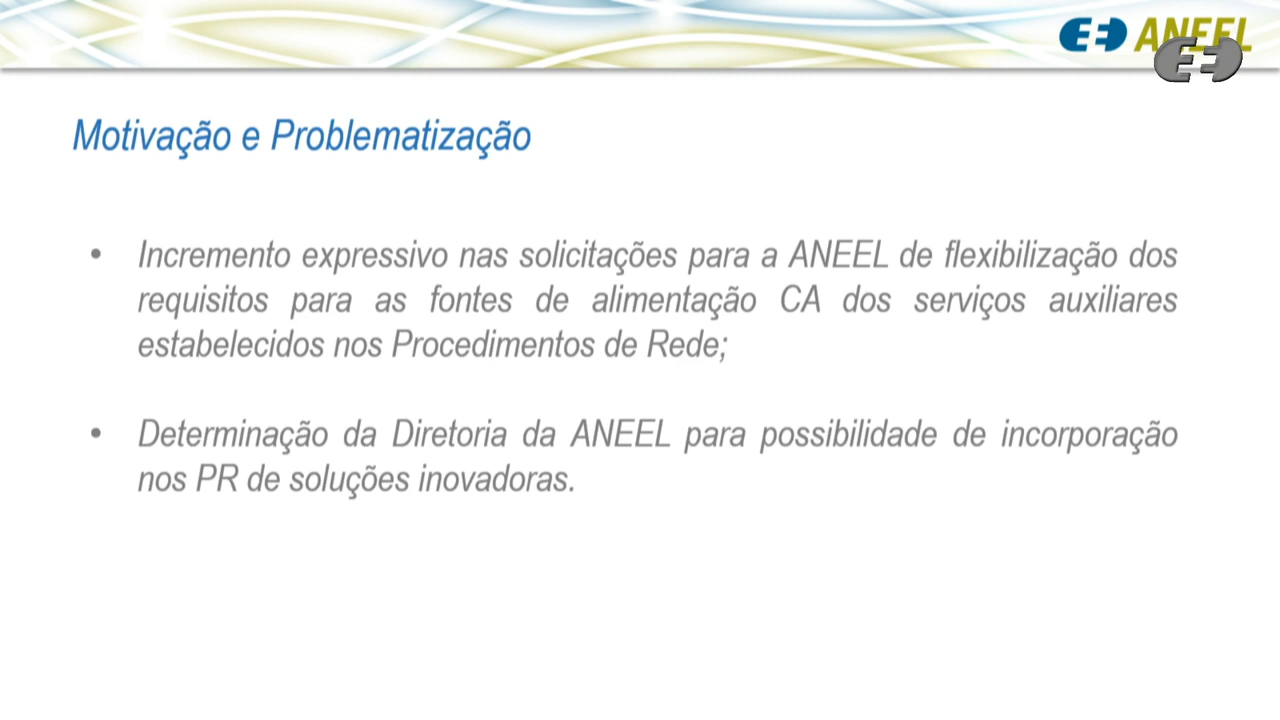 ANEEL
Motivação e Problematização
• Incremento expressivo nas solicitações para a ANEEL de flexibilização dos
requisitos para as fontes de alimentação CA dos serviços auxiliares
estabelecidos nos Procedimentos de Rede;
• Determinação da Diretoria da ANEEL para possibilidade de incorporação
nos PR de soluções inovadoras.